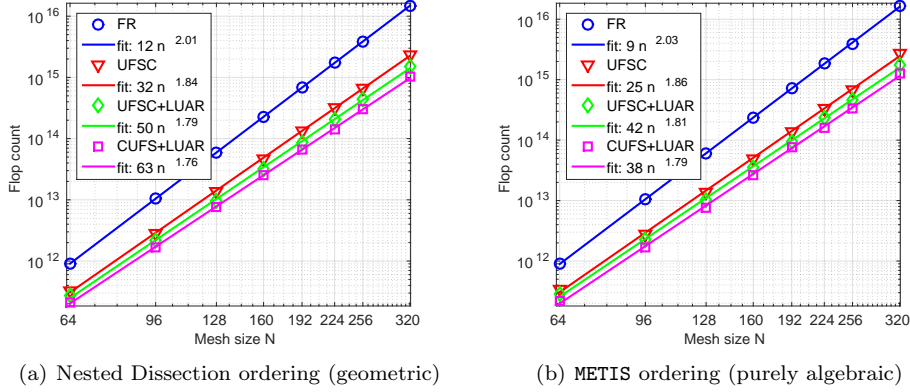 10^16
10^15
10^14
10^13
10^12
Flop count
FR
fit: 12 n^2.01
UFSC
fit: 32 n^1.84
UFSC+LUAR
fit: 50 n^1.79
CUFS+LUAR
fit: 63 n^1.76
64 96 128 160 192 224 256 320
Mesh size N
(a) Nested Dissection ordering (geometric)
10^16
10^15
10^14
10^13
10^12
Flop count
FR
fit: 9 n^2.03
UFSC
fit: 25 n^1.86
UFSC+LUAR
fit: 42 n^1.81
CUFS+LUAR
fit: 38 n^1.79
64 96 128 160 192 224 256 320
Mesh size N
(b) METIS ordering (purely algebraic)